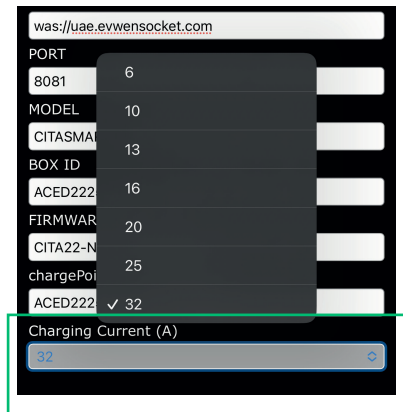 was://uae.evwensocket.com
PORT
8081
MODEL
CITASMA
BOX ID
ACED222
FIRMWAR
CITA22-N
chargePoi
ACED222
6
10
13
16
20
25
✓ 32
Charging Current (A)
32